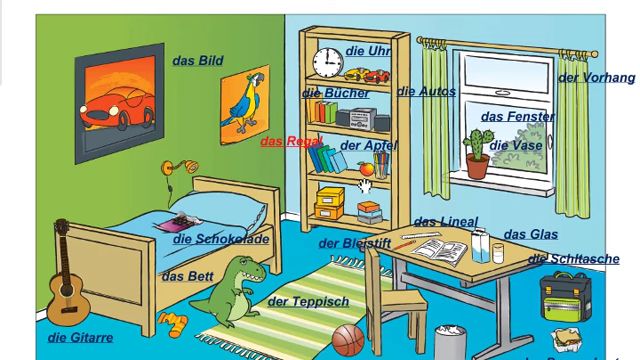 die Uhr
das Bild
der Vorhang
die Bücher
die Autos
das Fenster
das Regal
der Apfel
die Vase
das Lineal
das Glas
die Schokolade
der Bleistift
die Schltasche
das Bett
der Teppisch
die Gitarre